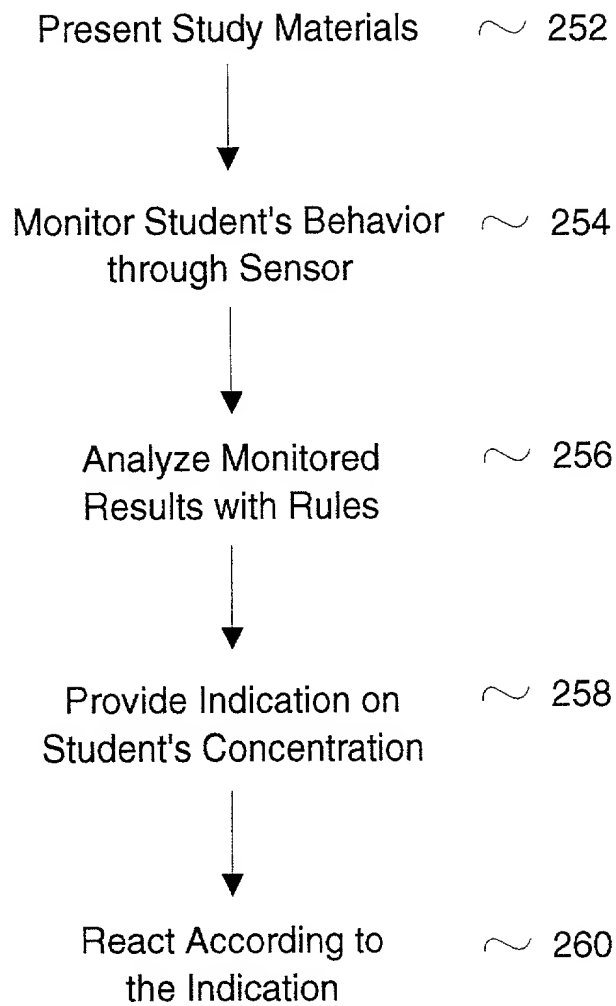 Present Study Materials ~ 252
Monitor Student's Behavior ~ 254
through Sensor
Analyze Monitored ~ 256
Results with Rules
Provide Indication on ~ 258
Student's Concentration
React According to ~ 260
the Indication